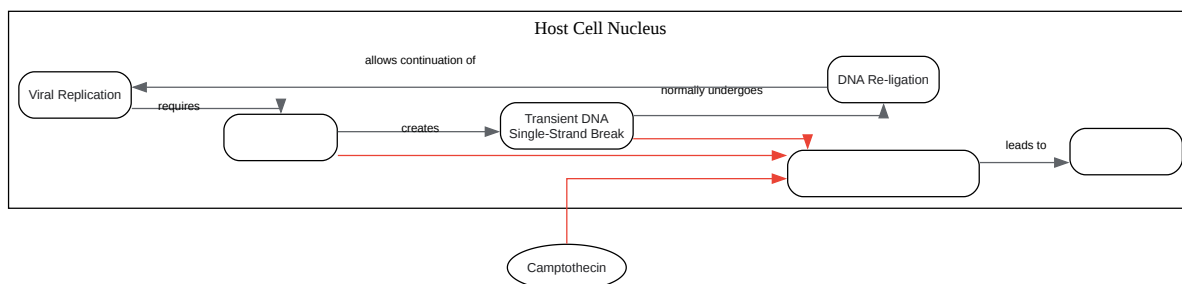 Host Cell Nucleus
allows continuation of
DNA Re-ligation
Viral Replication
normally undergoes
requires
Transient DNA
Single-Strand Break
creates
leads to
Camptothecin